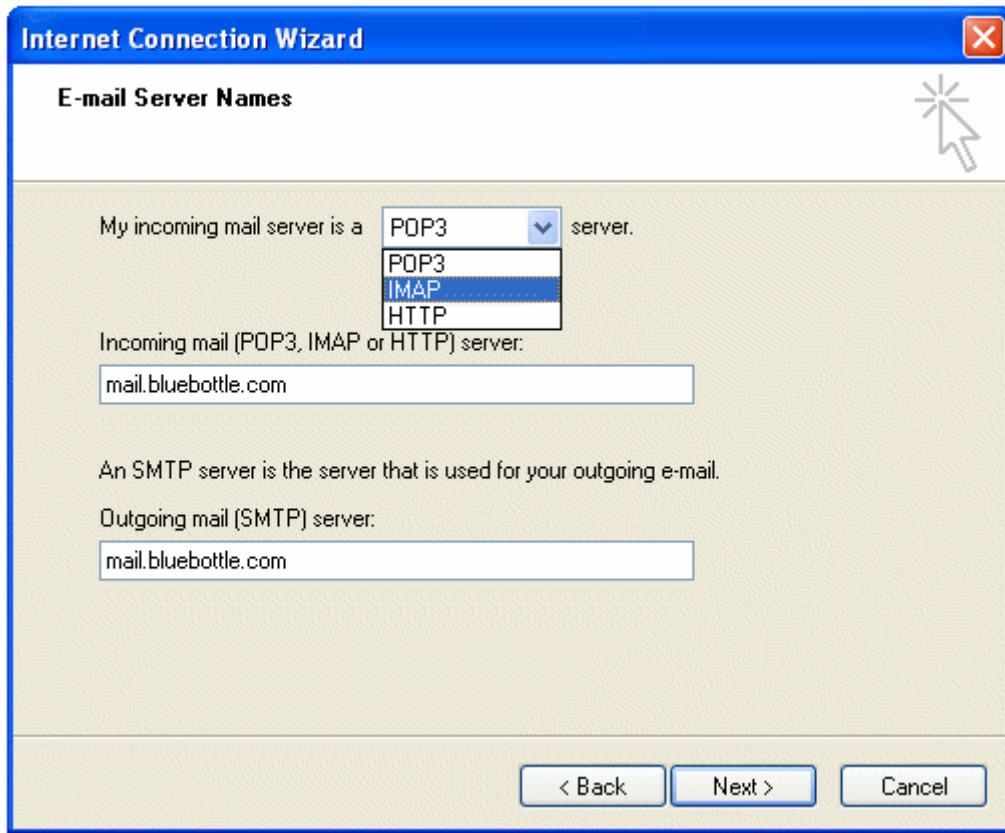 Internet Connection Wizard
E-mail Server Names
My incoming mail server is a POP3 server.
POP3
IMAP
HTTP
Incoming mail (POP3, IMAP or HTTP) server:
mail.bluebottle.com
An SMTP server is the server that is used for your outgoing e-mail.
Outgoing mail (SMTP) server:
mail.bluebottle.com
< Back Next > Cancel